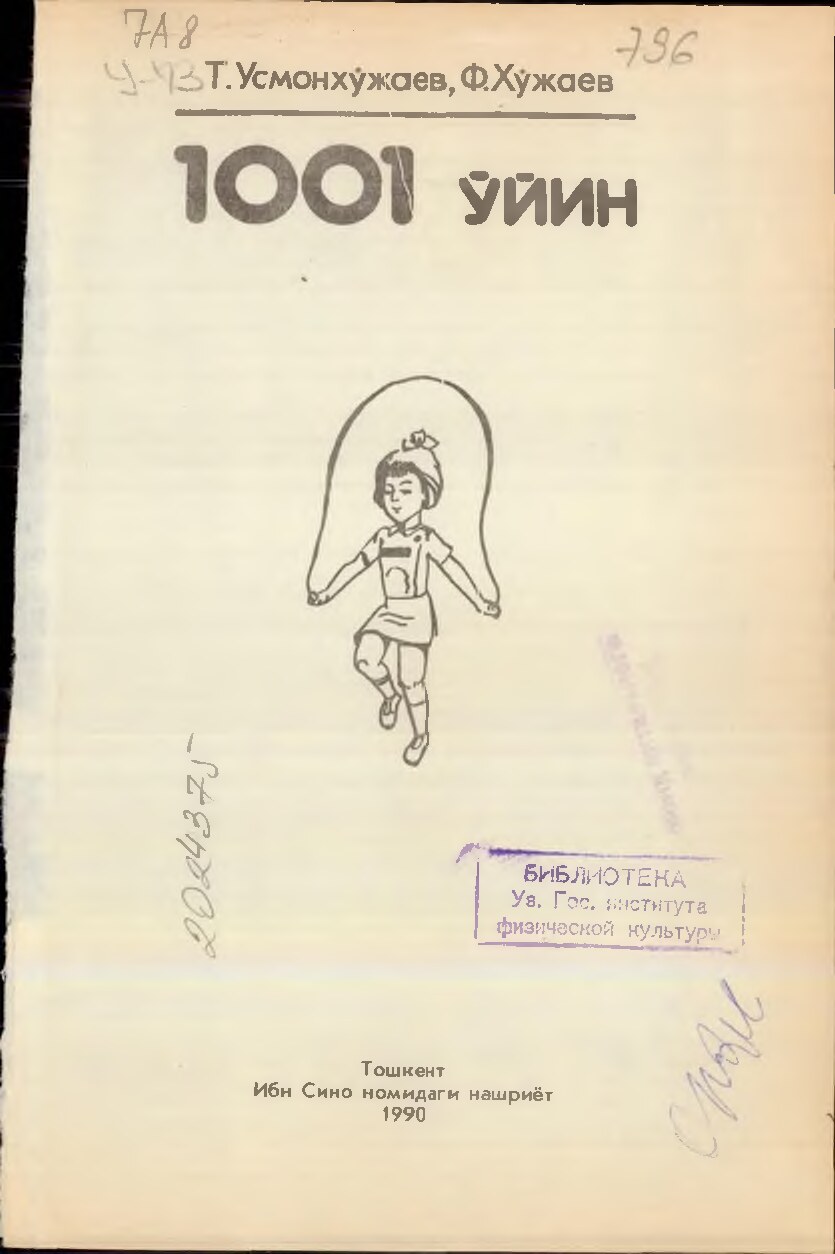 7А8
796
У-73
Т. Усмонхўжаев, Ф. Хўжаев
1001 ўйин
2024375
БИБЛИОТЕКА
Уз. Гос. института
физической культуры
Тошкент
Ибн Сино номидаги нашриёт
1990